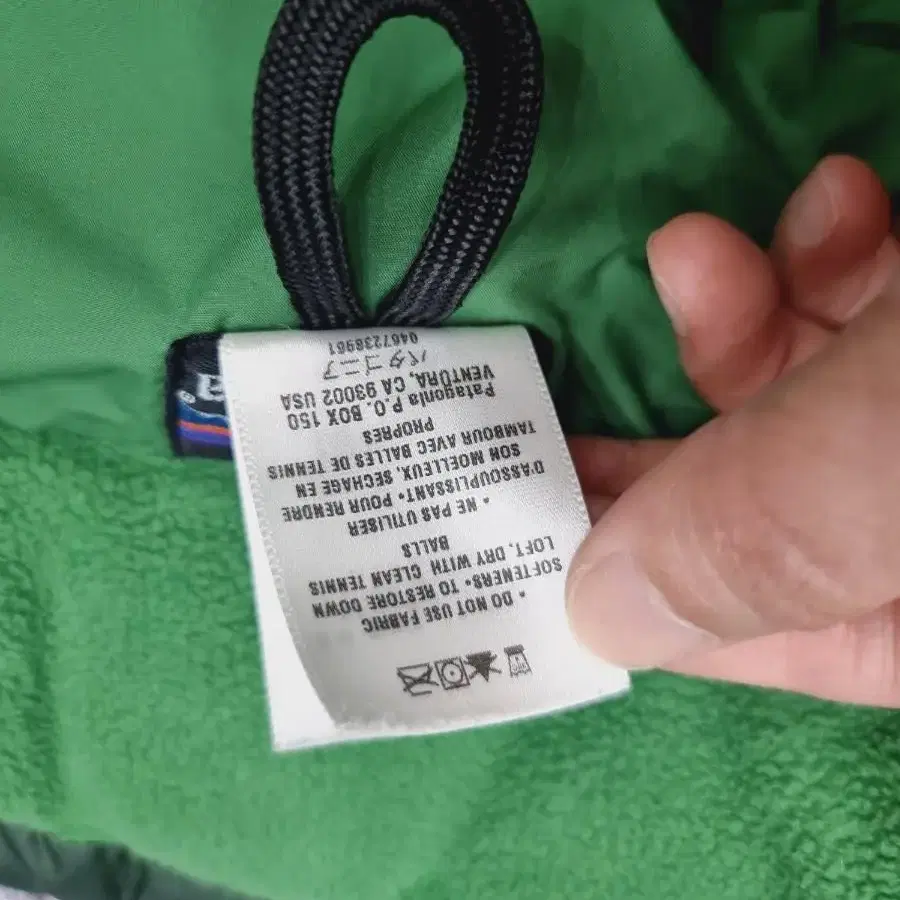 • DO NOT USE FABRIC
SOFTENERS• TO RESTORE DOWN
LOFT, DRY WITH CLEAN TENNIS
BALLS
• NE PAS UTILISER
D'ASSOUPLISSANT• POUR RENDRE
SON MOELLEUX, SECHAGE EN
TAMBOUR AVEC BALLES DE TENNIS
PROPRES
Patagonia P.O. BOX 150
VENTURA, CA 93002 USA
パタゴニア
0467238961
a®